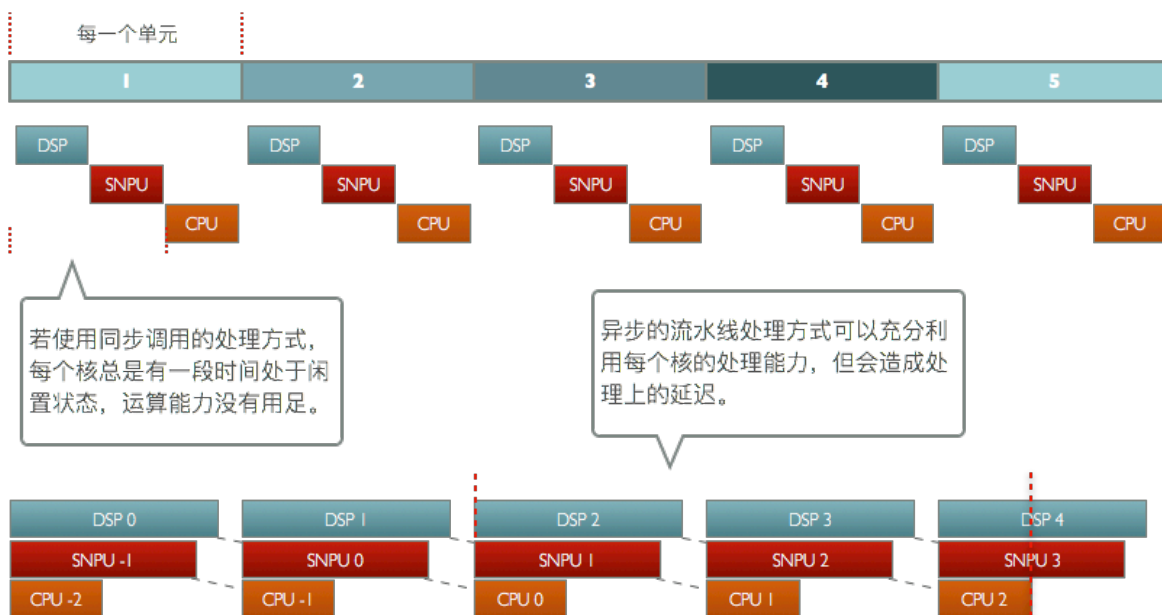 每一个单元
1 2 3 4 5
DSP DSP DSP DSP DSP
SNPU SNPU SNPU SNPU SNPU
CPU CPU CPU CPU CPU
若使用同步调用的处理方式，
每个核总是有一段时间处于闲
置状态，运算能力没有用足。
异步的流水线处理方式可以充分利
用每个核的处理能力，但会造成处
理上的延迟。
DSP 0 DSP 1 DSP 2 DSP 3 DSP 4
SNPU -1 SNPU 0 SNPU 1 SNPU 2 SNPU 3
CPU -2 CPU -1 CPU 0 CPU 1 CPU 2